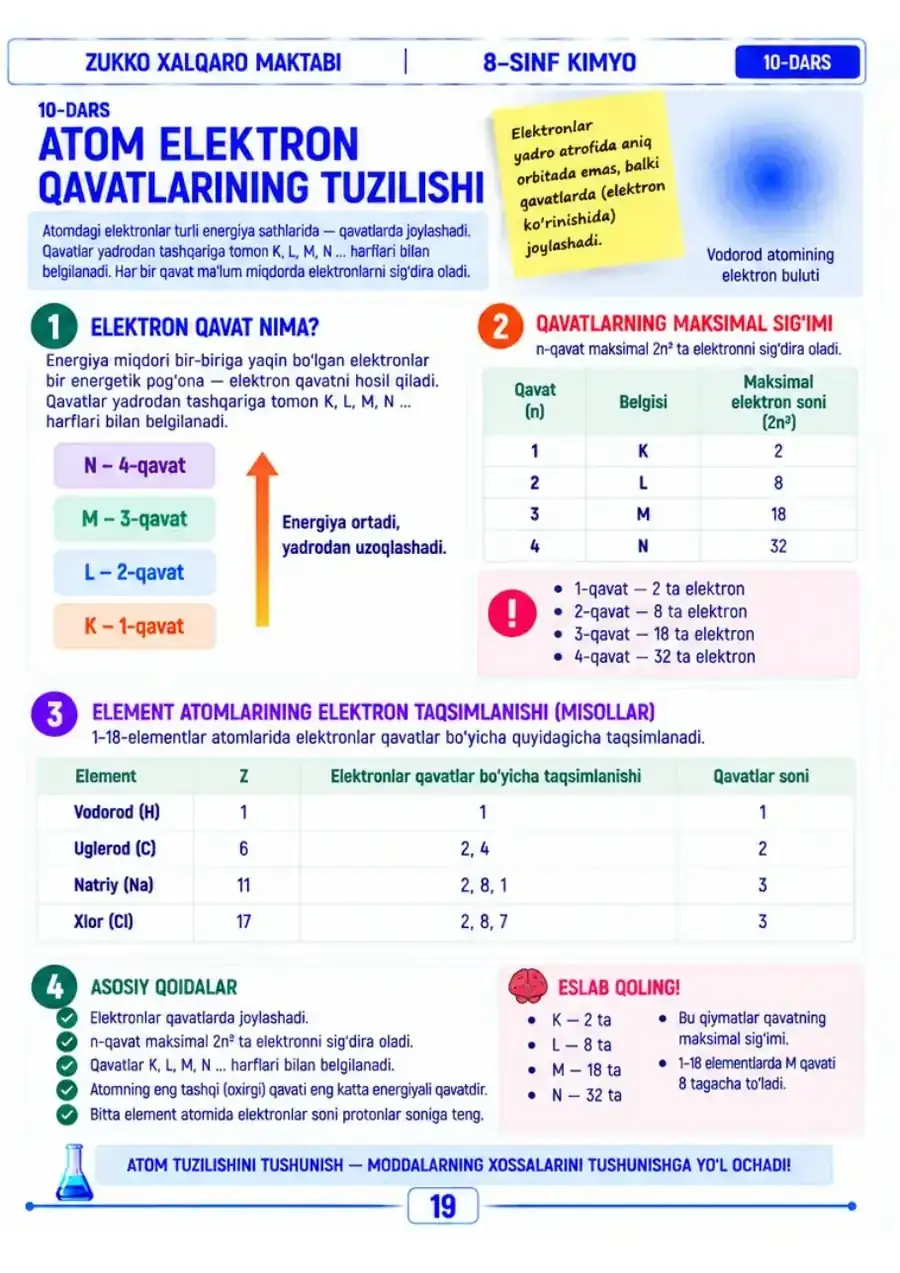 ZUKKO XALQARO MAKTABI | 8–SINF KIMYO 10-DARS
10-DARS
ATOM ELEKTRON
QAVATLARINING TUZILISHI
Atomdagi elektronlar turli energiya sathlarida — qavatlarda joylashadi.
Qavatlar yadrodan tashqariga tomon K, L, M, N ... harflari bilan
belgilanadi. Har bir qavat ma'lum miqdorda elektronlarni sig'dira oladi.
Elektronlar
yadro atrofida aniq
orbitada emas, balki
qavatlarda (elektron
ko'rinishida)
joylashadi.
Vodorod atomining
elektron buluti
1 ELEKTRON QAVAT NIMA?
Energiya miqdori bir-biriga yaqin bo'lgan elektronlar
bir energetik pog'ona — elektron qavatni hosil qiladi.
Qavatlar yadrodan tashqariga tomon K, L, M, N ...
harflari bilan belgilanadi.
N – 4-qavat
M – 3-qavat
L – 2-qavat
K – 1-qavat
Energiya ortadi,
yadrodan uzoqlashadi.
2 QAVATLARNING MAKSIMAL SIG'IMI
n-qavat maksimal 2n² ta elektronni sig'dira oladi.
Qavat
(n)
Belgisi
Maksimal
elektron soni
(2n²)
1 K 2
2 L 8
3 M 18
4 N 32
!
• 1-qavat — 2 ta elektron
• 2-qavat — 8 ta elektron
• 3-qavat — 18 ta elektron
• 4-qavat — 32 ta elektron
3 ELEMENT ATOMLARINING ELEKTRON TAQSIMLANISHI (MISOLLAR)
1–18-elementlar atomlarida elektronlar qavatlar bo'yicha quyidagicha taqsimlanadi.
Element Z Elektronlar qavatlar bo'yicha taqsimlanishi Qavatlar soni
Vodorod (H) 1 1 1
Uglerod (C) 6 2, 4 2
Natriy (Na) 11 2, 8, 1 3
Xlor (Cl) 17 2, 8, 7 3
4 ASOSIY QOIDALAR
Elektronlar qavatlarda joylashadi.
n-qavat maksimal 2n² ta elektronni sig'dira oladi.
Qavatlar K, L, M, N ... harflari bilan belgilanadi.
Atomning eng tashqi (oxirgi) qavati eng katta energiyali qavatdir.
Bitta element atomida elektronlar soni protonlar soniga teng.
ESLAB QOLING!
• K — 2 ta
• L — 8 ta
• M — 18 ta
• N — 32 ta
• Bu qiymatlar qavatning
maksimal sig'imi.
• 1–18 elementlarda M qavati
8 tagacha to'ladi.
ATOM TUZILISHINI TUSHUNISH — MODDALARNING XOSSALARINI TUSHUNISHGA YO'L OCHADI!
19